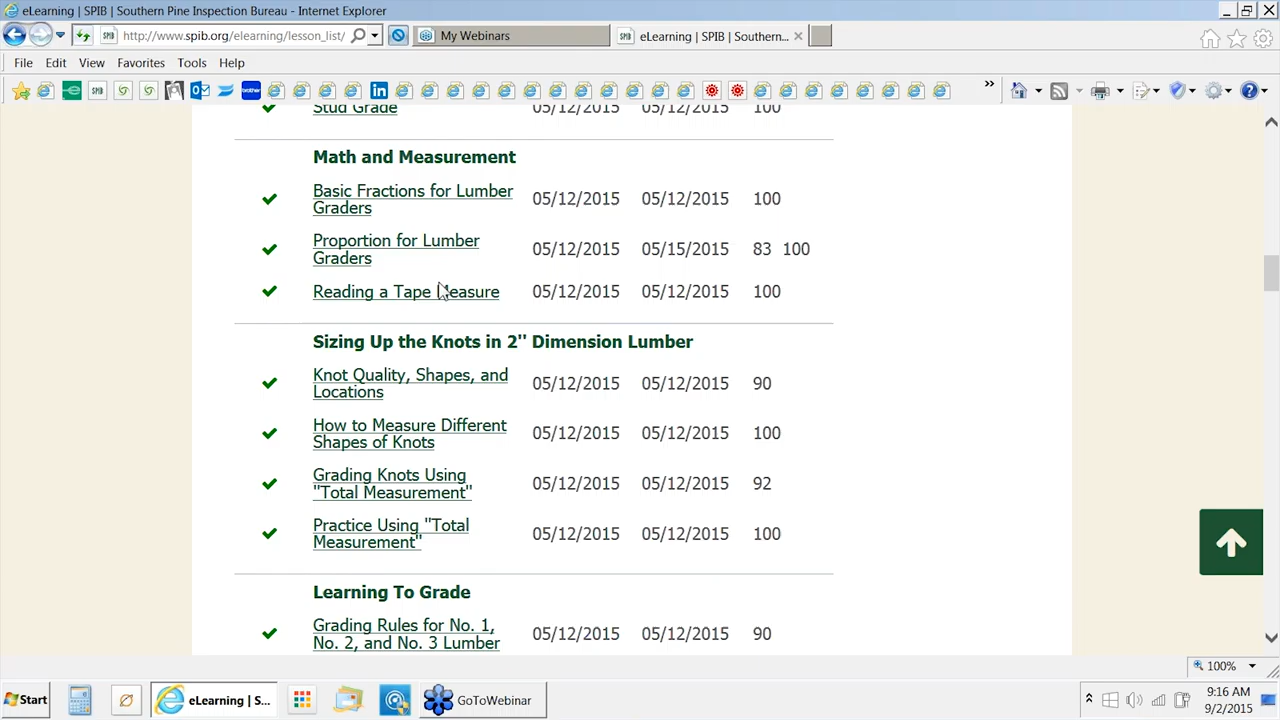 eLearning | SPIB | Southern Pine Inspection Bureau - Internet Explorer
http://www.spib.org/elearning/lesson_list/
My Webinars
SPIB eLearning | SPIB | Southern...
File Edit View Favorites Tools Help
SPIB
Stud Grade 05/12/2015 05/12/2015 100
Math and Measurement
Basic Fractions for Lumber
Graders
05/12/2015 05/12/2015 100
Proportion for Lumber
Graders
05/12/2015 05/15/2015 83 100
Reading a Tape Measure 05/12/2015 05/12/2015 100
Sizing Up the Knots in 2'' Dimension Lumber
Knot Quality, Shapes, and
Locations
05/12/2015 05/12/2015 90
How to Measure Different
Shapes of Knots
05/12/2015 05/12/2015 100
Grading Knots Using
"Total Measurement"
05/12/2015 05/12/2015 92
Practice Using "Total
Measurement"
05/12/2015 05/12/2015 100
Learning To Grade
Grading Rules for No. 1,
No. 2, and No. 3 Lumber
05/12/2015 05/12/2015 90
100%
Start
eLearning | S...
GoToWebinar
9:16 AM
9/2/2015